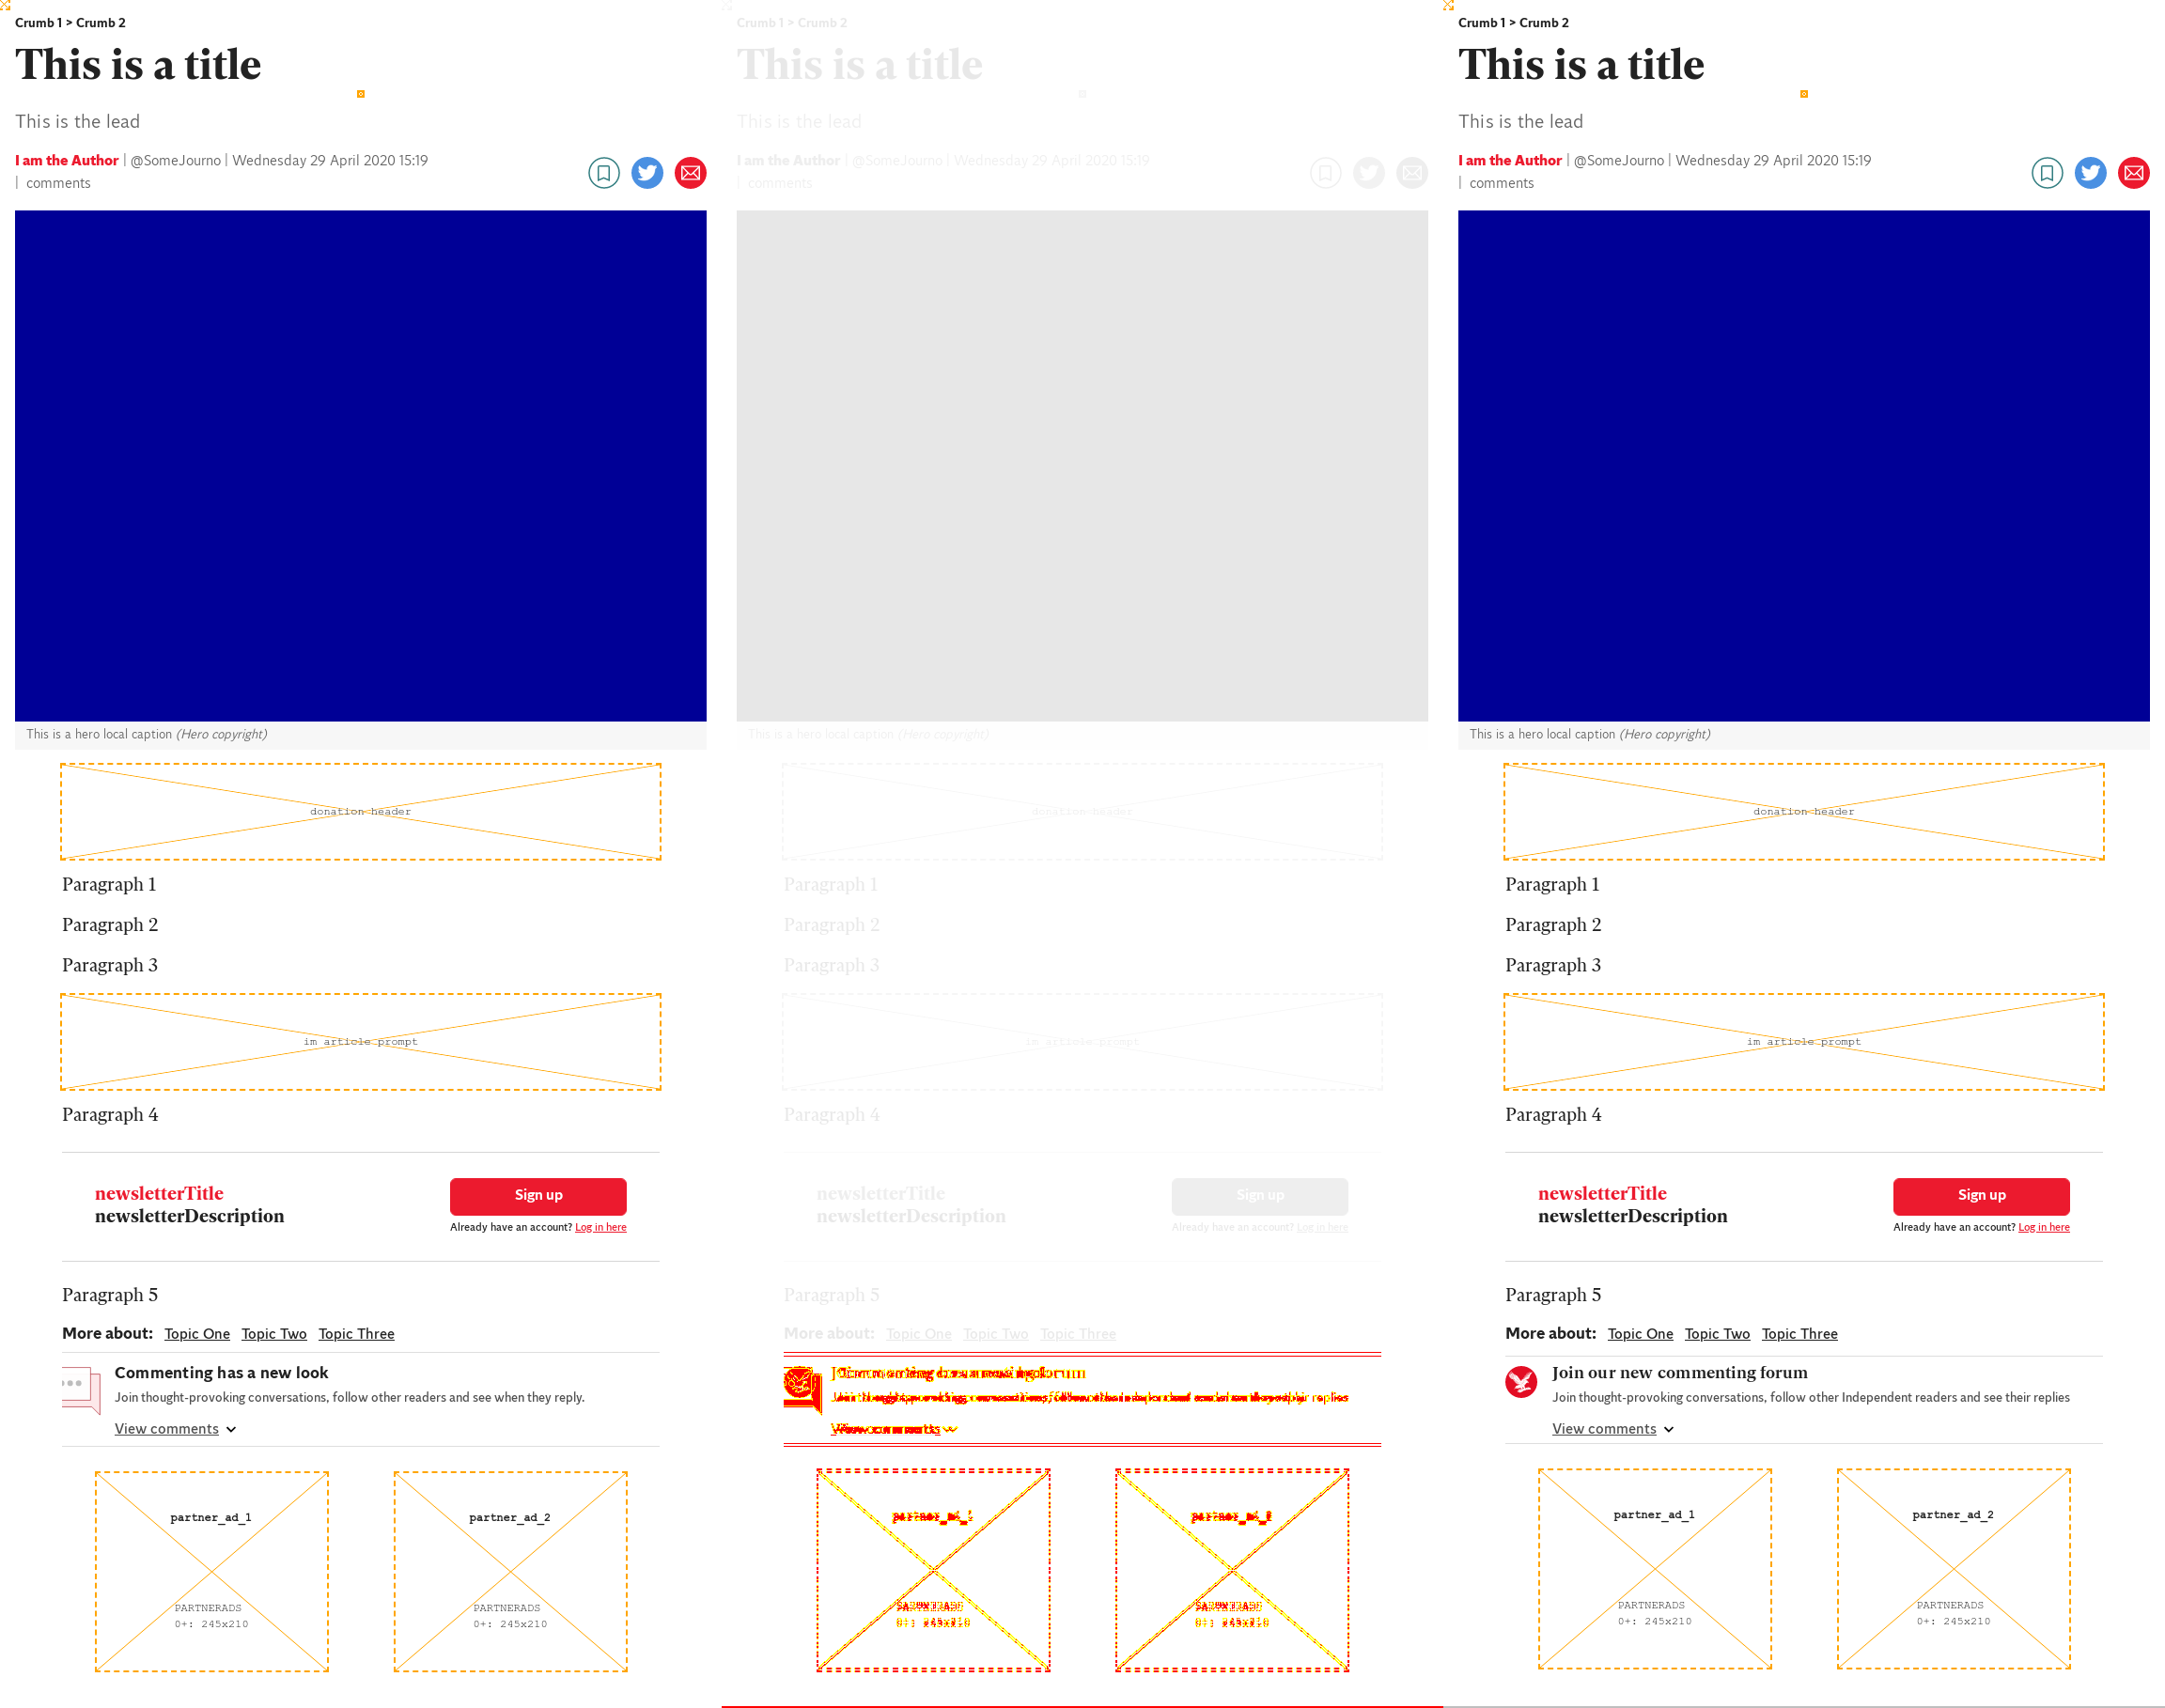 Crumb 1 > Crumb 2
This is a title
This is the lead
I am the Author | @SomeJourno | Wednesday 29 April 2020 15:19
| comments
This is a hero local caption (Hero copyright)
donation header
Paragraph 1
Paragraph 2
Paragraph 3
im article prompt
Paragraph 4
newsletterTitle
newsletterDescription
Sign up
Already have an account? Log in here
Paragraph 5
More about: Topic One Topic Two Topic Three
Commenting has a new look
Join thought-provoking conversations, follow other readers and see when they reply.
View comments
partner_ad_1
PARTNERADS
0+: 245x210
partner_ad_2
PARTNERADS
0+: 245x210
Crumb 1 > Crumb 2
This is a title
This is the lead
I am the Author | @SomeJourno | Wednesday 29 April 2020 15:19
| comments
This is a hero local caption (Hero copyright)
donation header
Paragraph 1
Paragraph 2
Paragraph 3
im article prompt
Paragraph 4
newsletterTitle
newsletterDescription
Sign up
Already have an account? Log in here
Paragraph 5
More about: Topic One Topic Two Topic Three
Crumb 1 > Crumb 2
This is a title
This is the lead
I am the Author | @SomeJourno | Wednesday 29 April 2020 15:19
| comments
This is a hero local caption (Hero copyright)
donation header
Paragraph 1
Paragraph 2
Paragraph 3
im article prompt
Paragraph 4
newsletterTitle
newsletterDescription
Sign up
Already have an account? Log in here
Paragraph 5
More about: Topic One Topic Two Topic Three
Join our new commenting forum
Join thought-provoking conversations, follow other Independent readers and see their replies
View comments
partner_ad_1
PARTNERADS
0+: 245x210
partner_ad_2
PARTNERADS
0+: 245x210